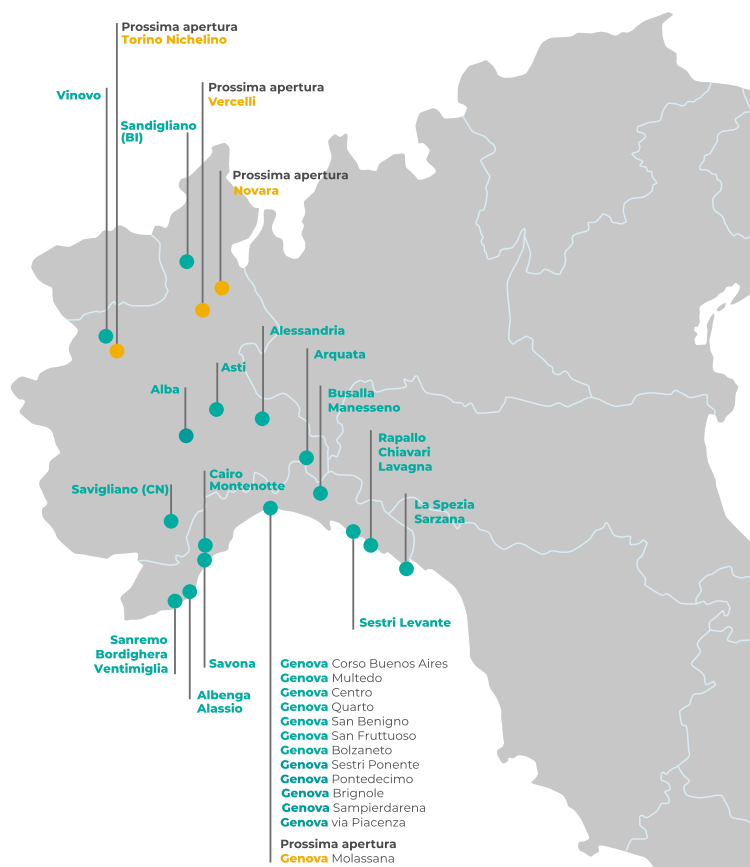 Prossima apertura
Torino Nichelino
Prossima apertura
Vercelli
Vinovo
Sandigliano
(BI)
Prossima apertura
Novara
Alessandria
Arquata
Asti
Alba
Busalla
Manesseno
Rapallo
Chiavari
Lavagna
Cairo
Montenotte
Savigliano (CN)
La Spezia
Sarzana
Sestri Levante
Sanremo
Bordighera
Ventimiglia
Savona
Albenga
Alassio
Genova Corso Buenos Aires
Genova Multedo
Genova Centro
Genova Quarto
Genova San Benigno
Genova San Fruttuoso
Genova Bolzaneto
Genova Sestri Ponente
Genova Pontedecimo
Genova Brignole
Genova Sampierdarena
Genova via Piacenza
Prossima apertura
Genova Molassana